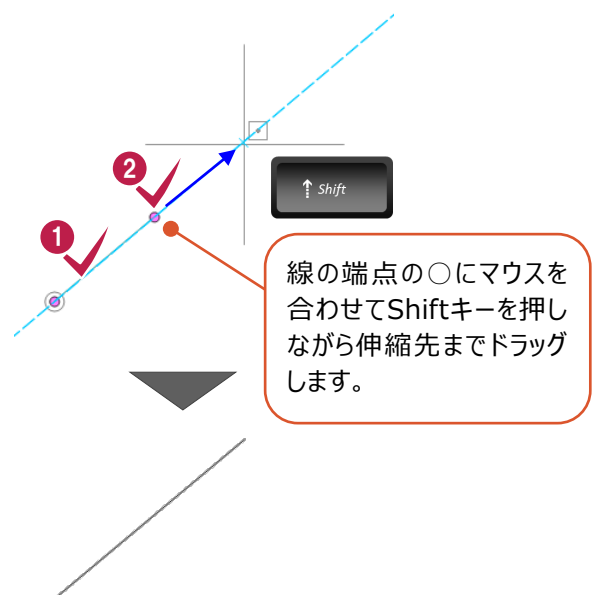 ❷
Shift
❶
線の端点の○にマウスを
合わせてShiftキーを押し
ながら伸縮先までドラッグ
します。